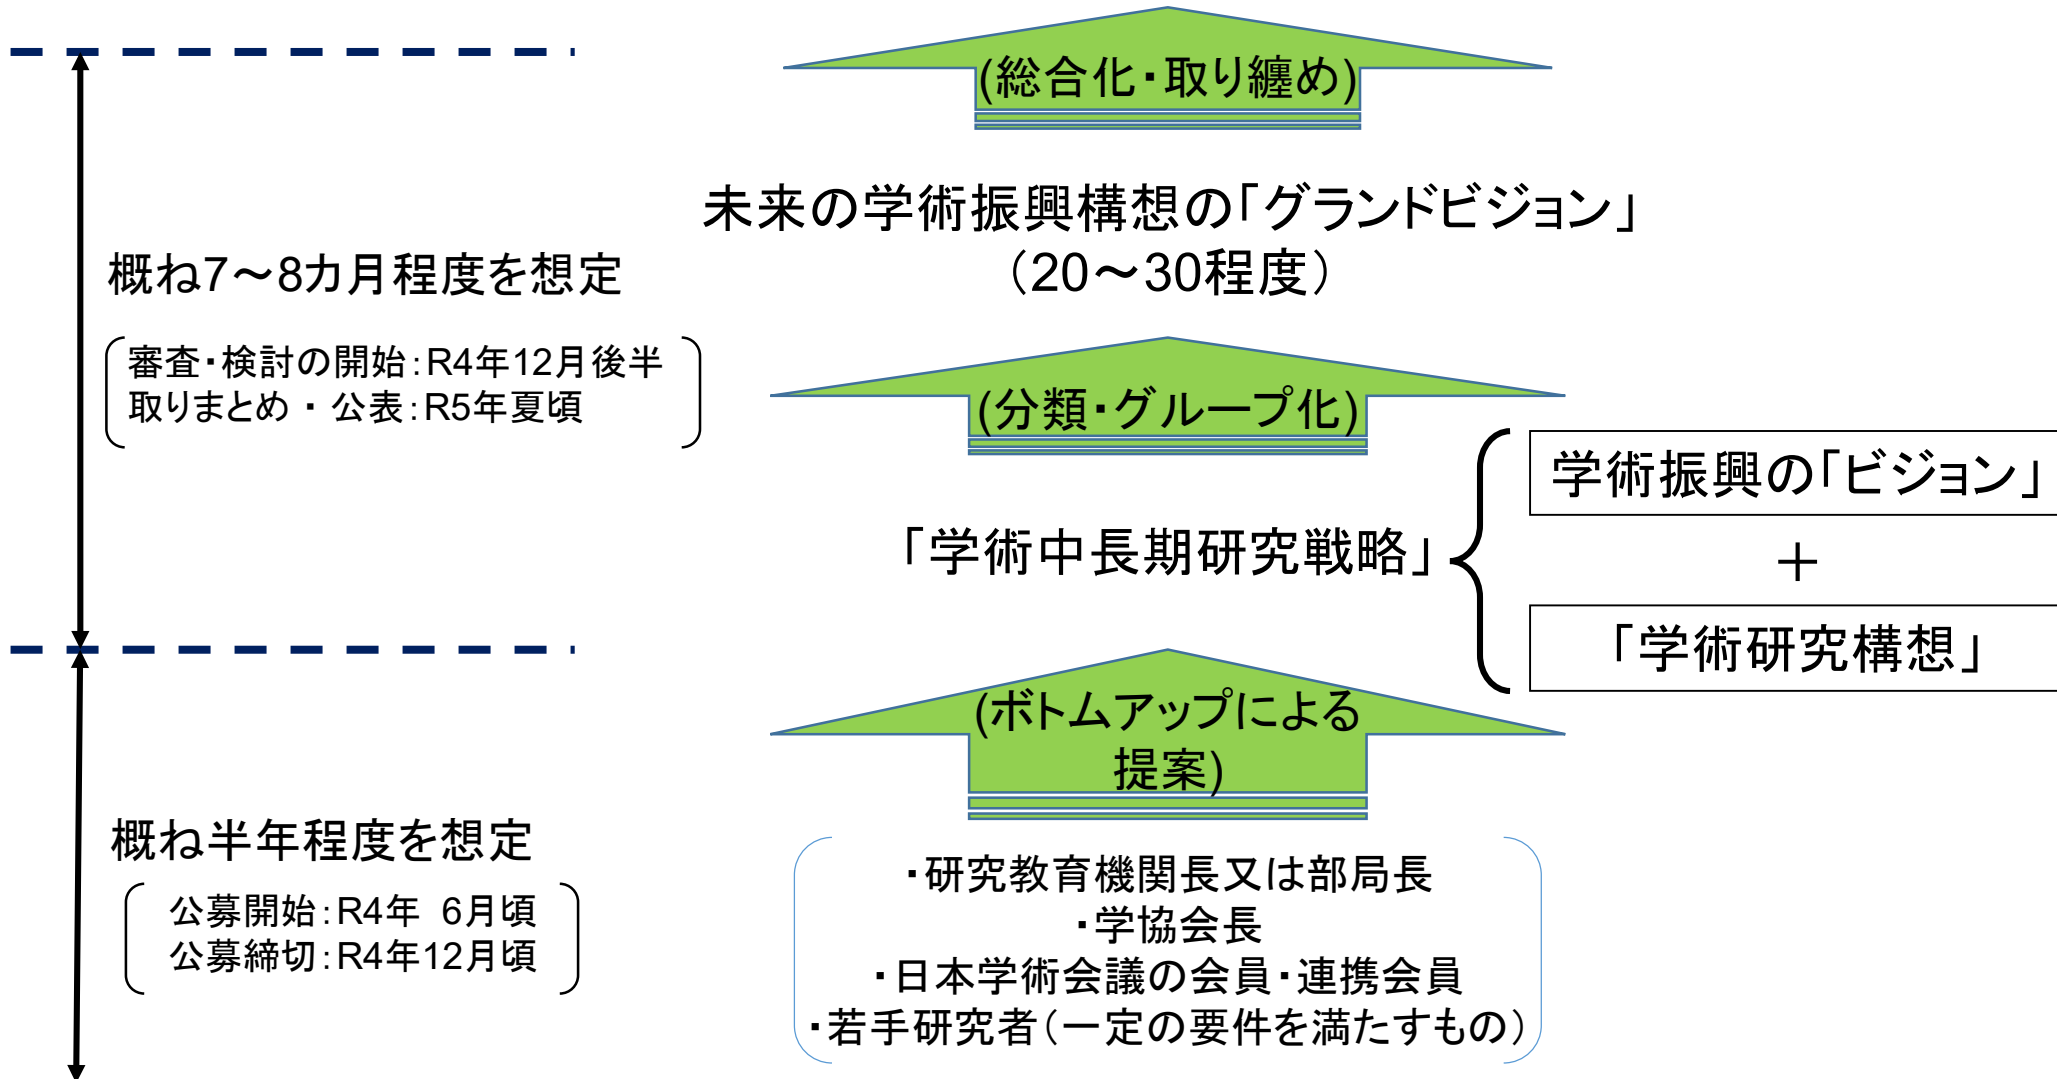 (総合化・取り纏め)
未来の学術振興構想の「グランドビジョン」
（20～30程度）
概ね7～8カ月程度を想定
審査・検討の開始：R4年12月後半
取りまとめ ・ 公表：R5年夏頃
(分類・グループ化)
「学術中長期研究戦略」
学術振興の「ビジョン」
＋
「学術研究構想」
(ボトムアップによる
提案)
概ね半年程度を想定
公募開始：R4年 6月頃
公募締切：R4年12月頃
・研究教育機関長又は部局長
・学協会長
・日本学術会議の会員・連携会員
・若手研究者（一定の要件を満たすもの）